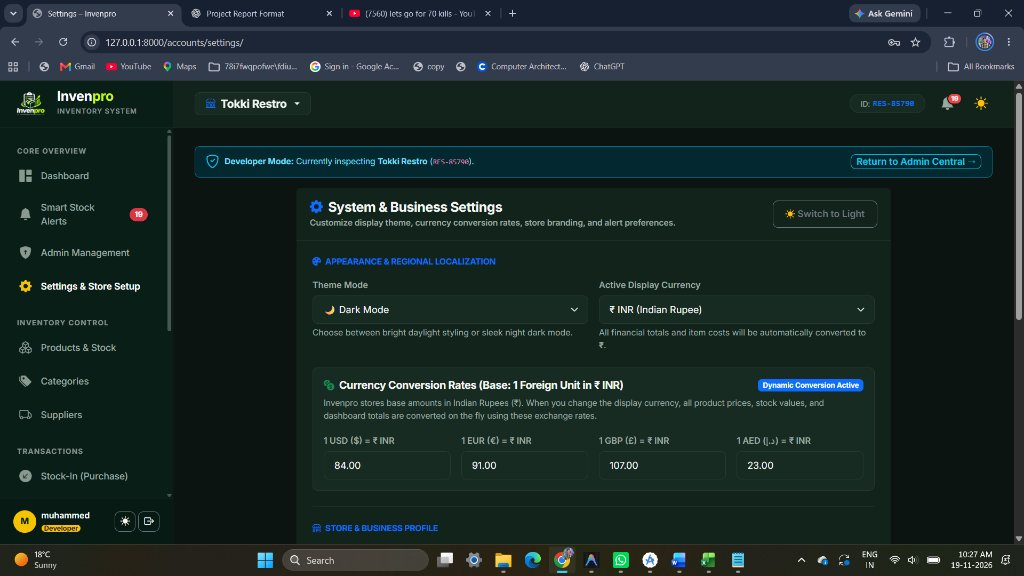 Settings – Invenpro
Project Report Format
(7560) lets go for 70 kills - You
Ask Gemini
127.0.0.1:8000/accounts/settings/
Gmail
YouTube
Maps
78i7fwqpofwe\fdiu...
Sign in - Google Ac...
copy
Computer Architect...
ChatGPT
All Bookmarks
Invenpro
Invenpro
INVENTORY SYSTEM
Tokki Restro
ID: RES-85790
19
CORE OVERVIEW
Dashboard
Smart Stock
Alerts
19
Admin Management
Settings & Store Setup
INVENTORY CONTROL
Products & Stock
Categories
Suppliers
TRANSACTIONS
Stock-In (Purchase)
M
muhammed
Developer
Developer Mode: Currently inspecting Tokki Restro (RES-85790).
Return to Admin Central →
System & Business Settings
Customize display theme, currency conversion rates, store branding, and alert preferences.
Switch to Light
APPEARANCE & REGIONAL LOCALIZATION
Theme Mode
Dark Mode
Choose between bright daylight styling or sleek night dark mode.
Active Display Currency
₹ INR (Indian Rupee)
All financial totals and item costs will be automatically converted to
₹.
Currency Conversion Rates (Base: 1 Foreign Unit in ₹ INR)
Dynamic Conversion Active
Invenpro stores base amounts in Indian Rupees (₹). When you change the display currency, all product prices, stock values, and
dashboard totals are converted on the fly using these exchange rates.
1 USD ($) = ₹ INR
84.00
1 EUR (€) = ₹ INR
91.00
1 GBP (£) = ₹ INR
107.00
1 AED (د.إ) = ₹ INR
23.00
STORE & BUSINESS PROFILE
18°C
Sunny
Search
ENG
IN
10:27 AM
19-11-2026